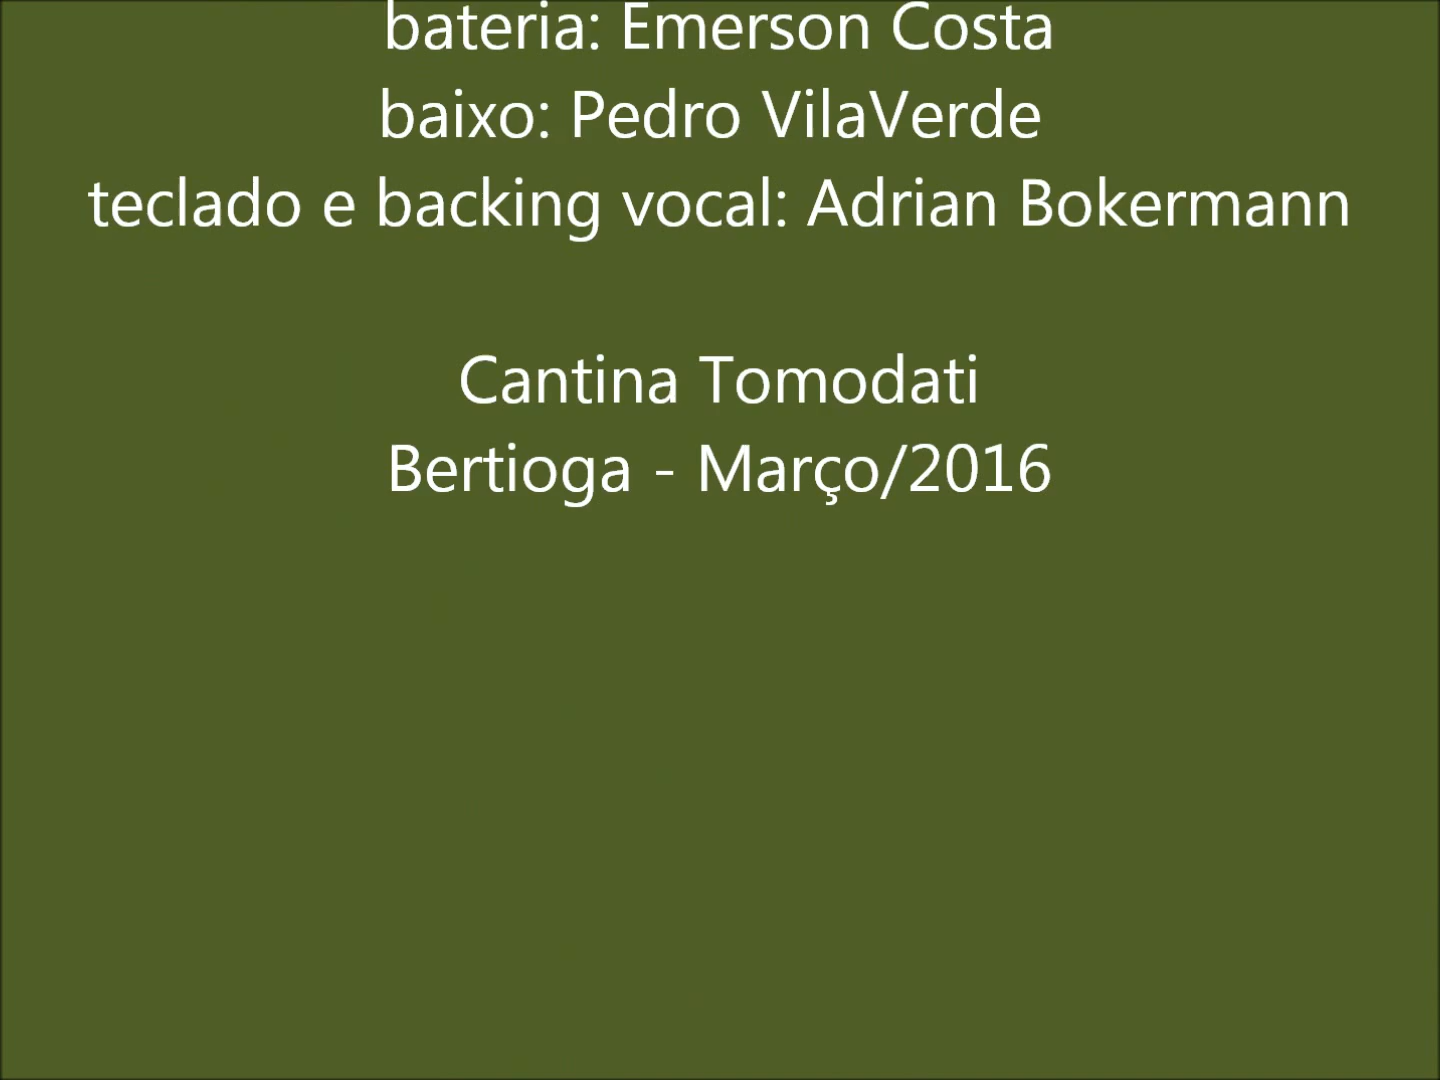 bateria: Emerson Costa
baixo: Pedro VilaVerde
teclado e backing vocal: Adrian Bokermann
Cantina Tomodati
Bertioga - Março/2016